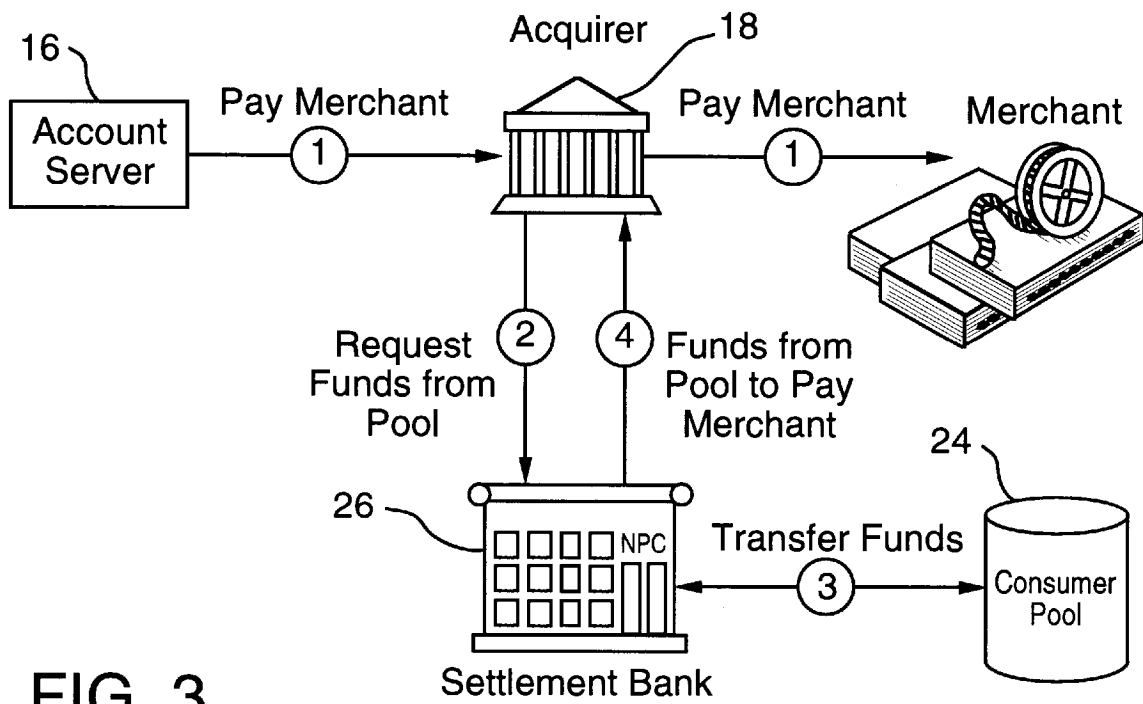 16
Acquirer
18
Pay Merchant
Pay Merchant
Merchant
Account
Server
1
1
2
4
Request
Funds from
Pool
Funds from
Pool to Pay
Merchant
24
26
NPC
Transfer Funds
3
Consumer
Pool
Settlement Bank
FIG. 3